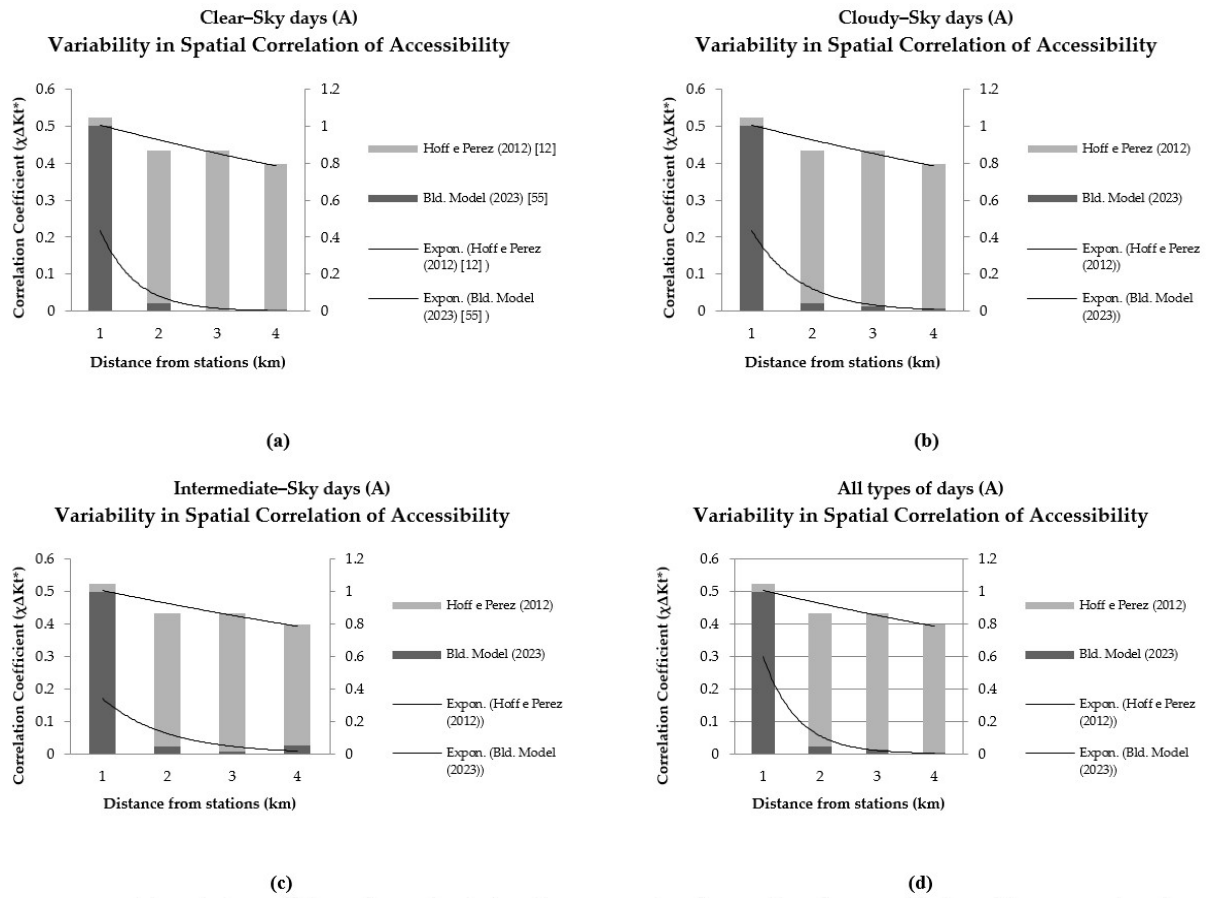 Clear–Sky days (A)
Variability in Spatial Correlation of Accessibility
Correlation Coefficient (χΔKt*)
0.6
0.5
0.4
0.3
0.2
0.1
0
1.2
1
0.8
0.6
0.4
0.2
0
1 2 3 4
Distance from stations (km)
Hoff e Perez (2012) [12]
Bld. Model (2023) [55]
Expon. (Hoff e Perez
(2012) [12] )
Expon. (Bld. Model
(2023) [55] )
(a)
Cloudy–Sky days (A)
Variability in Spatial Correlation of Accessibility
Correlation Coefficient (χΔKt*)
0.6
0.5
0.4
0.3
0.2
0.1
0
1.2
1
0.8
0.6
0.4
0.2
0
1 2 3 4
Distance from stations (km)
Hoff e Perez (2012)
Bld. Model (2023)
Expon. (Hoff e Perez
(2012))
Expon. (Bld. Model
(2023))
(b)
Intermediate–Sky days (A)
Variability in Spatial Correlation of Accessibility
Correlation Coefficient (χΔKt*)
0.6
0.5
0.4
0.3
0.2
0.1
0
1.2
1
0.8
0.6
0.4
0.2
0
1 2 3 4
Distance from stations (km)
Hoff e Perez (2012)
Bld. Model (2023)
Expon. (Hoff e Perez
(2012))
Expon. (Bld. Model
(2023))
(c)
All types of days (A)
Variability in Spatial Correlation of Accessibility
Correlation Coefficient (χΔKt*)
0.6
0.5
0.4
0.3
0.2
0.1
0
1.2
1
0.8
0.6
0.4
0.2
0
1 2 3 4
Distance from stations (km)
Hoff e Perez (2012)
Bld. Model (2023)
Expon. (Hoff e Perez
(2012))
Expon. (Bld. Model
(2023))
(d)